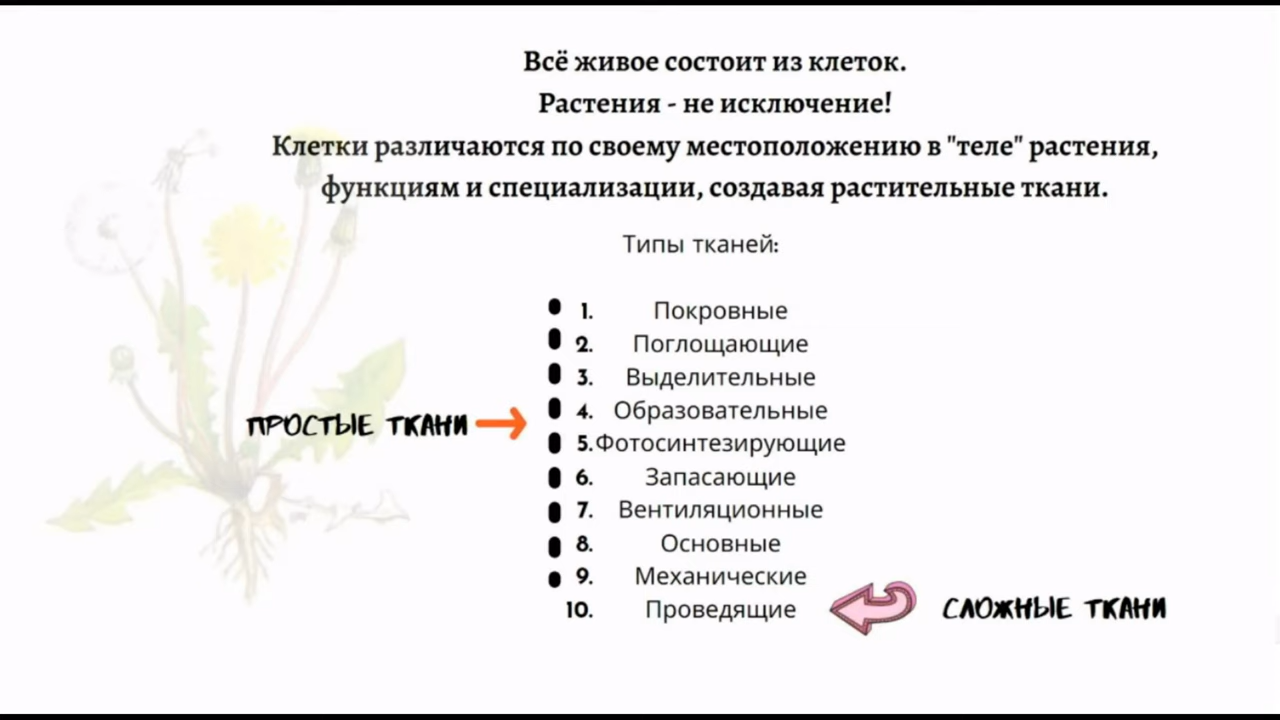 Всё живое состоит из клеток.
Растения - не исключение!
Клетки различаются по своему местоположению в "теле" растения,
функциям и специализации, создавая растительные ткани.
Типы тканей:
1. Покровные
2. Поглощающие
3. Выделительные
4. Образовательные
ПРОСТЫЕ ТКАНИ
5. Фотосинтезирующие
6. Запасающие
7. Вентиляционные
8. Основные
9. Механические
10. Проведящие
СЛОЖНЫЕ ТКАНИ